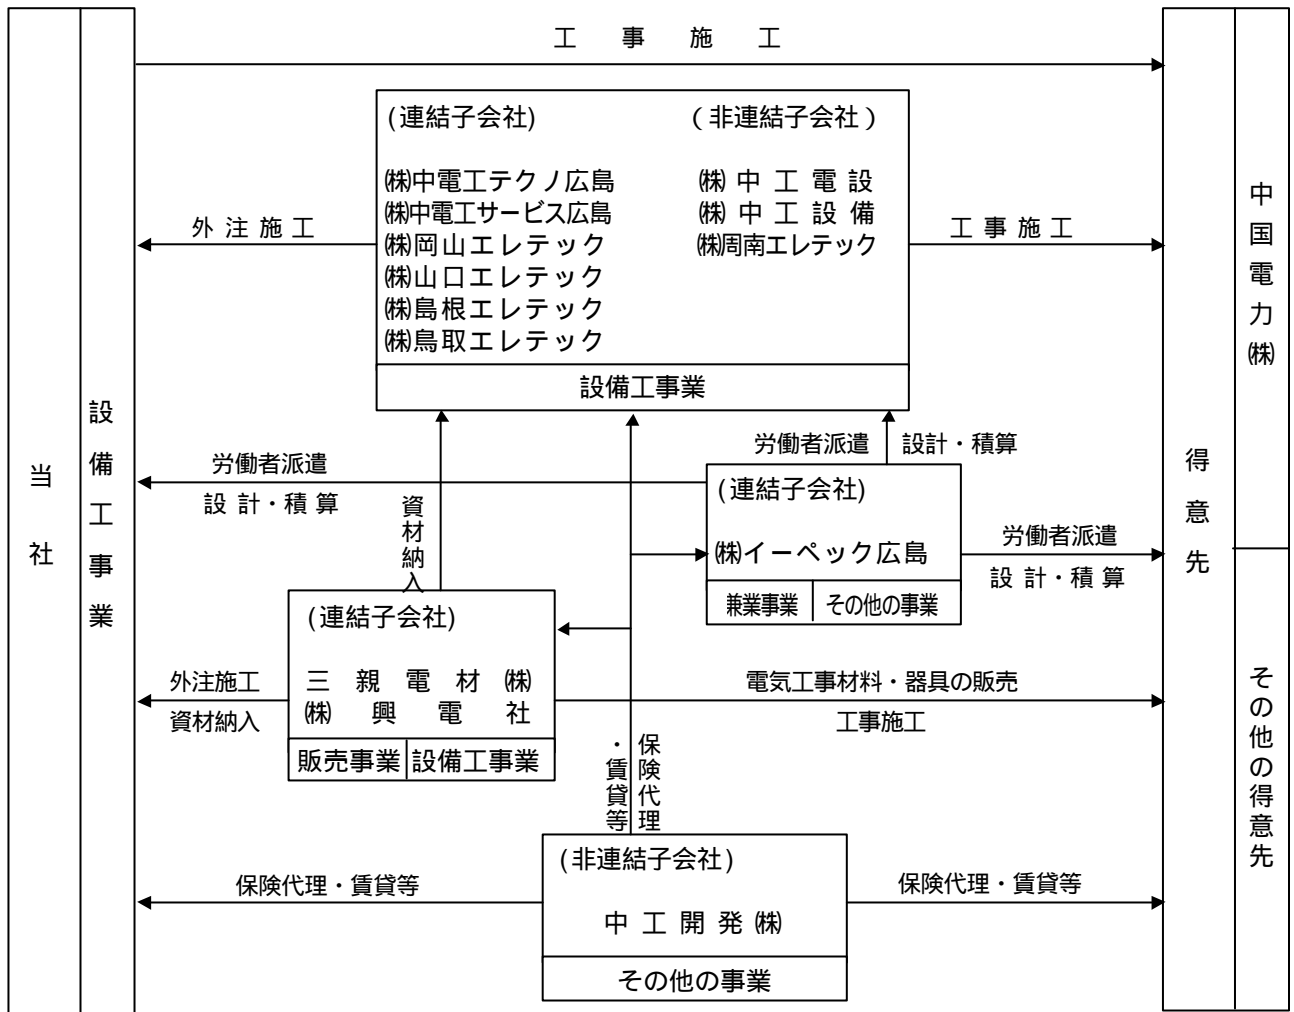 工事施工
(連結子会社) (非連結子会社)
㈱中電工テクノ広島 ㈱中工電設
㈱中電工サービス広島 ㈱中工設備
㈱岡山エレテック ㈱周南エレテック
㈱山口エレテック
㈱島根エレテック
㈱鳥取エレテック
設備工事業
外注施工
工事施工
当社
設備工事業
得意先
中国電力㈱
その他の得意先
労働者派遣
設計・積算
資材納入
労働者派遣 設計・積算
(連結子会社)
㈱イーペック広島
兼業事業 その他の事業
労働者派遣
設計・積算
(連結子会社)
三親電材㈱
㈱興電社
販売事業 設備工事業
外注施工
資材納入
電気工事材料・器具の販売
工事施工
保険代理
・賃貸等
(非連結子会社)
中工開発㈱
その他の事業
保険代理・賃貸等
保険代理・賃貸等